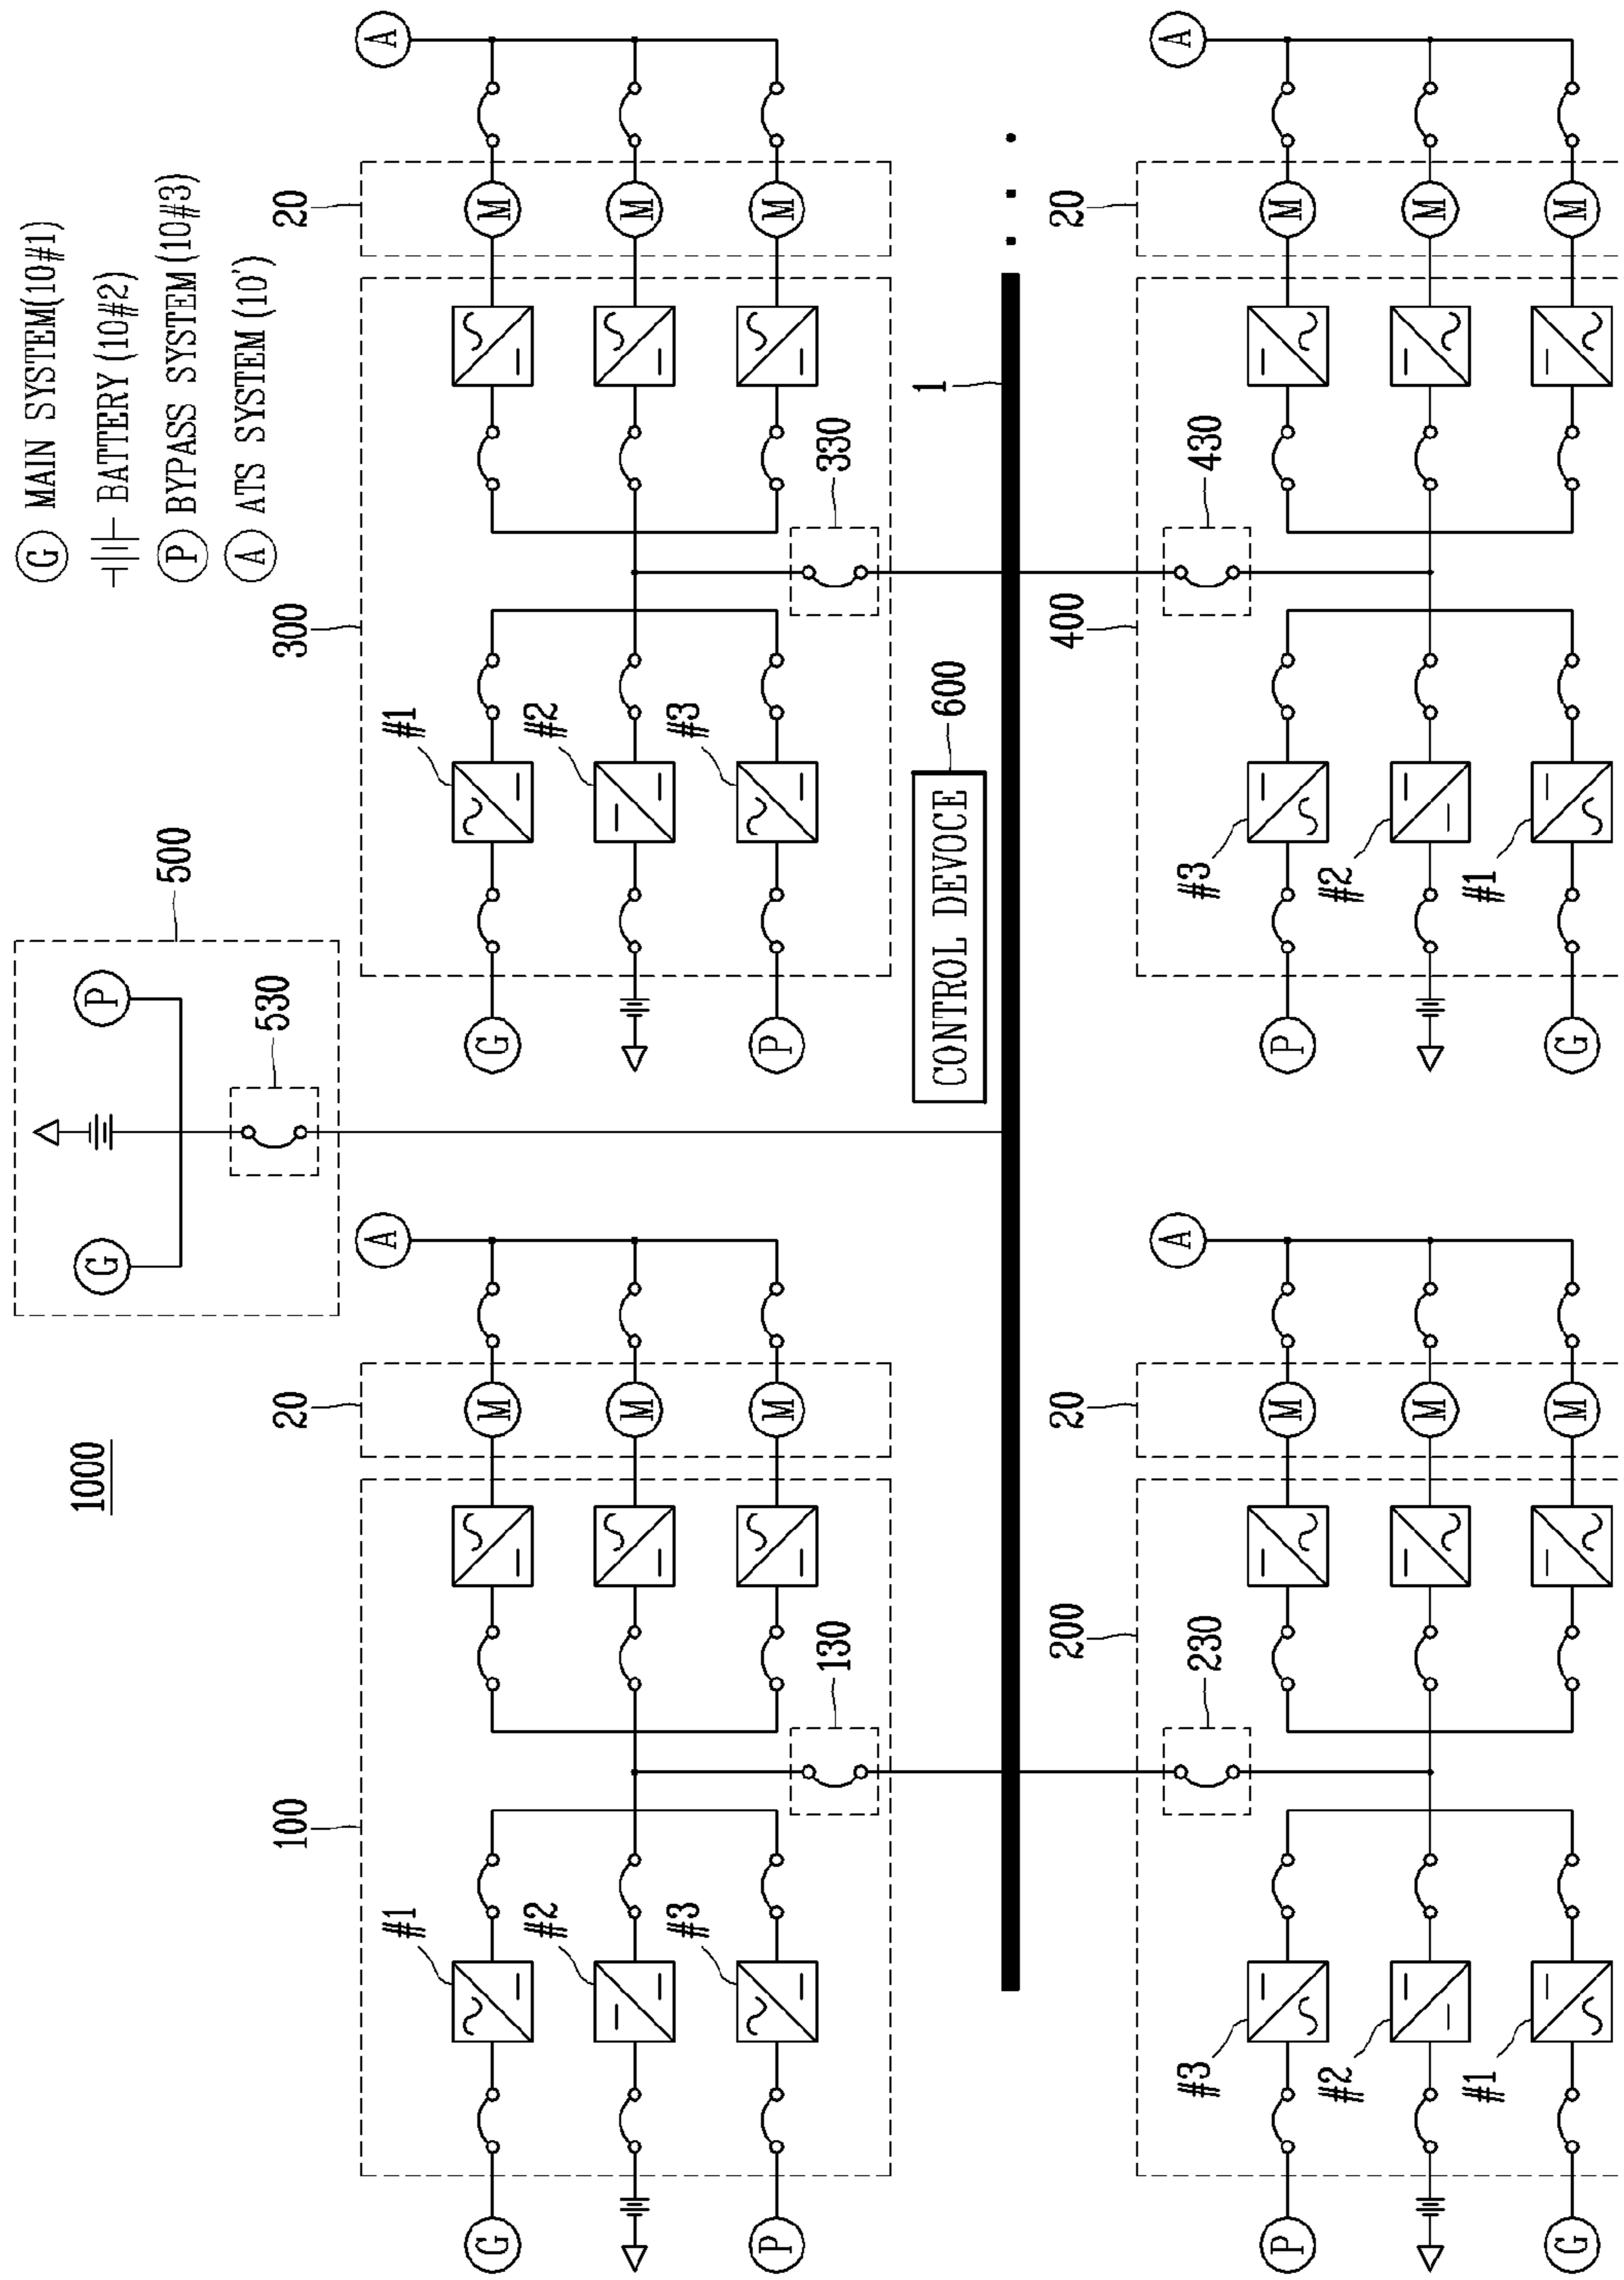 G MAIN SYSTEM(10#1)
BATTERY (10#2)
P BYPASS SYSTEM (10#3)
A ATS SYSTEM (10')
1000
G P
500
530
100 20 300 20
A A
#1 #1
G M G M
#2 #2
M M
#3 #3
P M P M
130 330
CONTROL DEVOCE
600
1
200 20 400 20
A A
#3 230 #3 430
P M P M
#2 #2
M M
#1 #1
G M G M